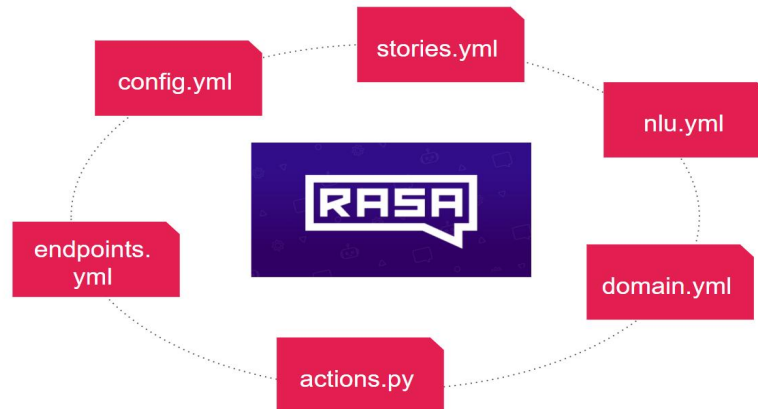 stories.yml
config.yml
nlu.yml
RASA
endpoints.
yml
domain.yml
actions.py